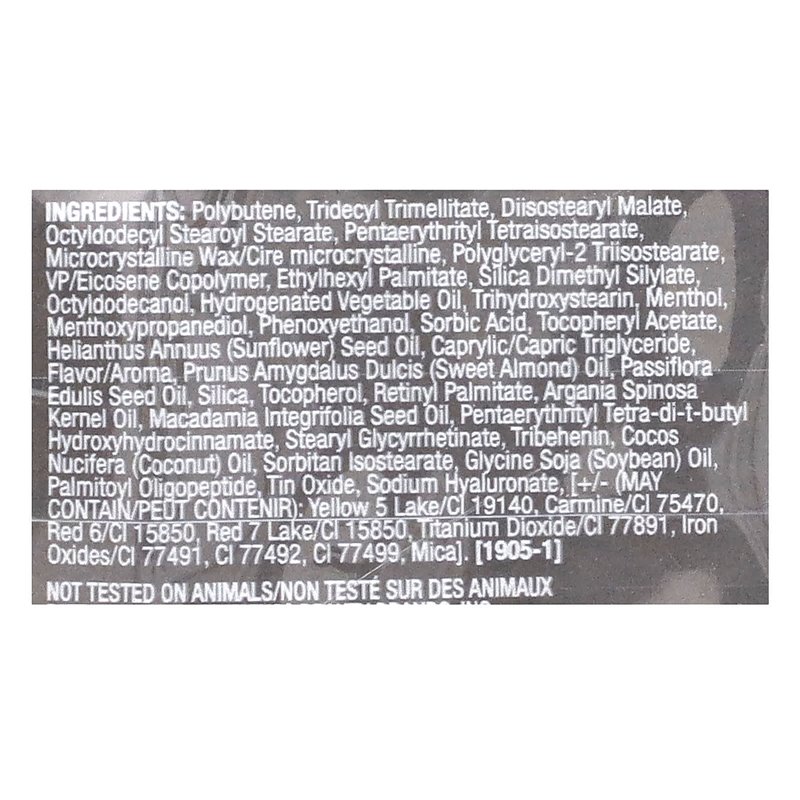 INGREDIENTS: Polybutene, Tridecyl Trimellitate, Diisostearyl Malate,
Octyldodecyl Stearoyl Stearate, Pentaerythrityl Tetraisostearate,
Microcrystalline Wax/Cire microcrystalline, Polyglyceryl-2 Triisostearate,
VP/Eicosene Copolymer, Ethylhexyl Palmitate, Silica Dimethyl Silylate,
Octyldodecanol, Hydrogenated Vegetable Oil, Trihydroxystearin, Menthol,
Menthoxypropanediol, Phenoxyethanol, Sorbic Acid, Tocopheryl Acetate,
Helianthus Annuus (Sunflower) Seed Oil, Caprylic/Capric Triglyceride,
Flavor/Aroma, Prunus Amygdalus Dulcis (Sweet Almond) Oil, Passiflora
Edulis Seed Oil, Silica, Tocopherol, Retinyl Palmitate, Argania Spinosa
Kernel Oil, Macadamia Integrifolia Seed Oil, Pentaerythrityl Tetra-di-t-butyl
Hydroxyhydrocinnamate, Stearyl Glycyrrhetinate, Tribehenin, Cocos
Nucifera (Coconut) Oil, Sorbitan Isostearate, Glycine Soja (Soybean) Oil,
Palmitoyl Oligopeptide, Tin Oxide, Sodium Hyaluronate, [+/- (MAY
CONTAIN/PEUT CONTENIR): Yellow 5 Lake/CI 19140, Carmine/CI 75470,
Red 6/CI 15850, Red 7 Lake/CI 15850, Titanium Dioxide/CI 77891, Iron
Oxides/CI 77491, CI 77492, CI 77499, Mica]. [1905-1]
NOT TESTED ON ANIMALS/NON TESTÉ SUR DES ANIMAUX